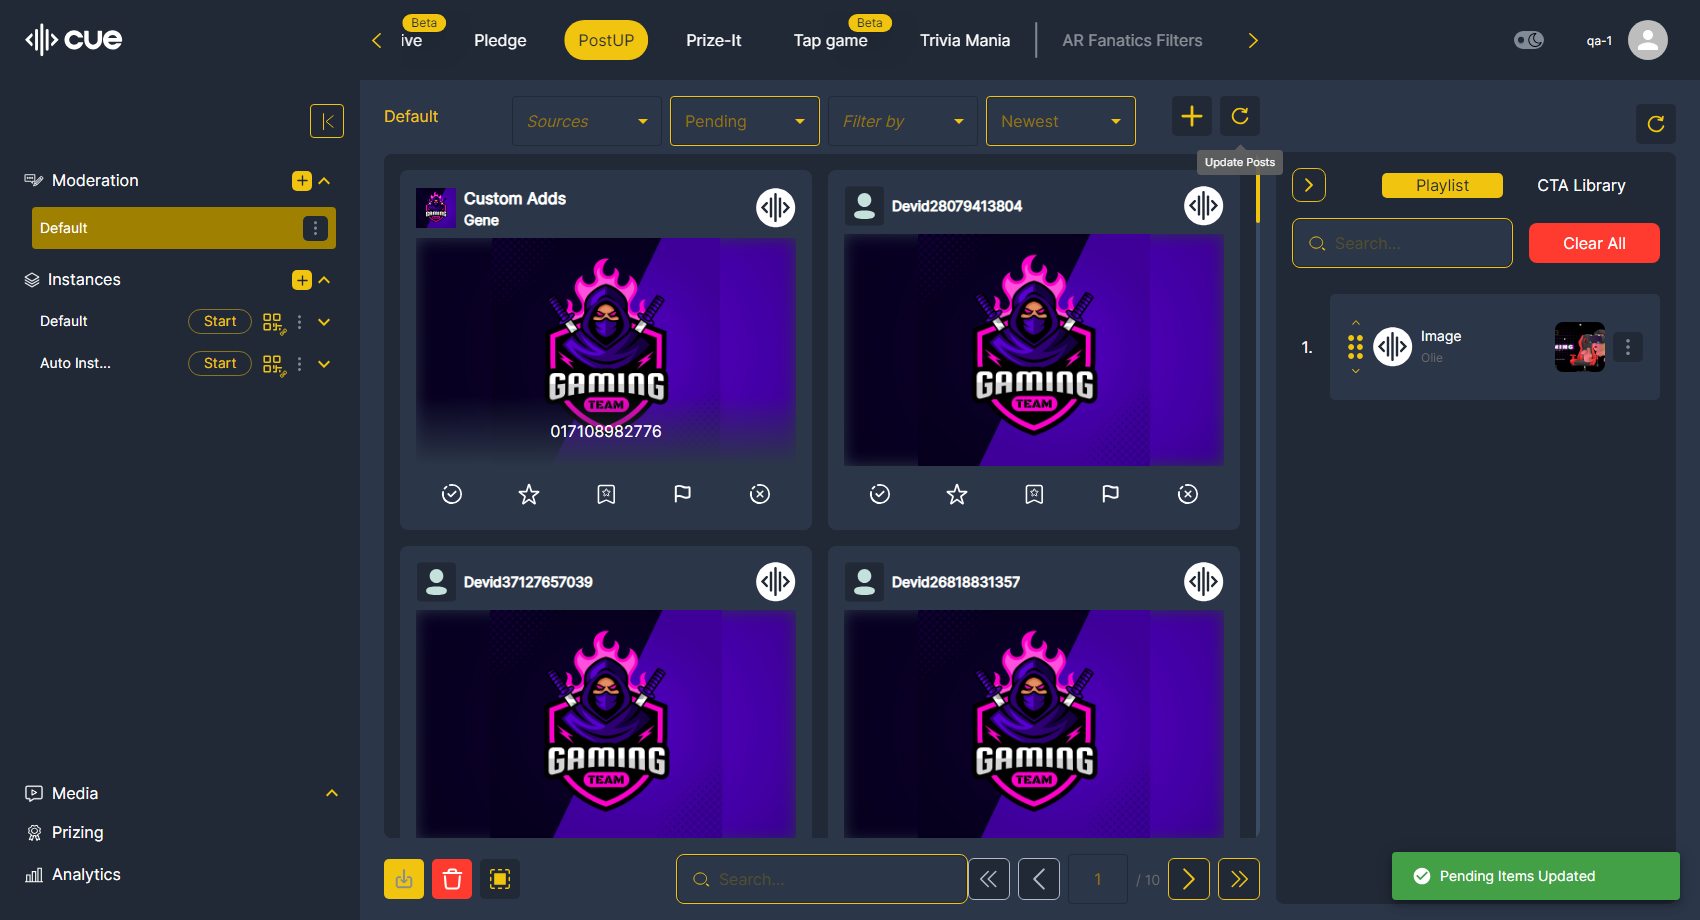 cue
Beta
ive
Pledge
PostUP
Prize-It
Beta
Tap game
Trivia Mania
AR Fanatics Filters
qa-1
Moderation
Default
Instances
Default
Start
Auto Inst...
Start
Media
Prizing
Analytics
Default
Sources
Pending
Filter by
Newest
Update Posts
Custom Adds
Gene
GAMING
TEAM
017108982776
Devid28079413804
GAMING
TEAM
Devid37127657039
GAMING
TEAM
Devid26818831357
GAMING
TEAM
Search...
1
/ 10
Playlist
CTA Library
Search...
Clear All
1.
Image
Olie
Pending Items Updated